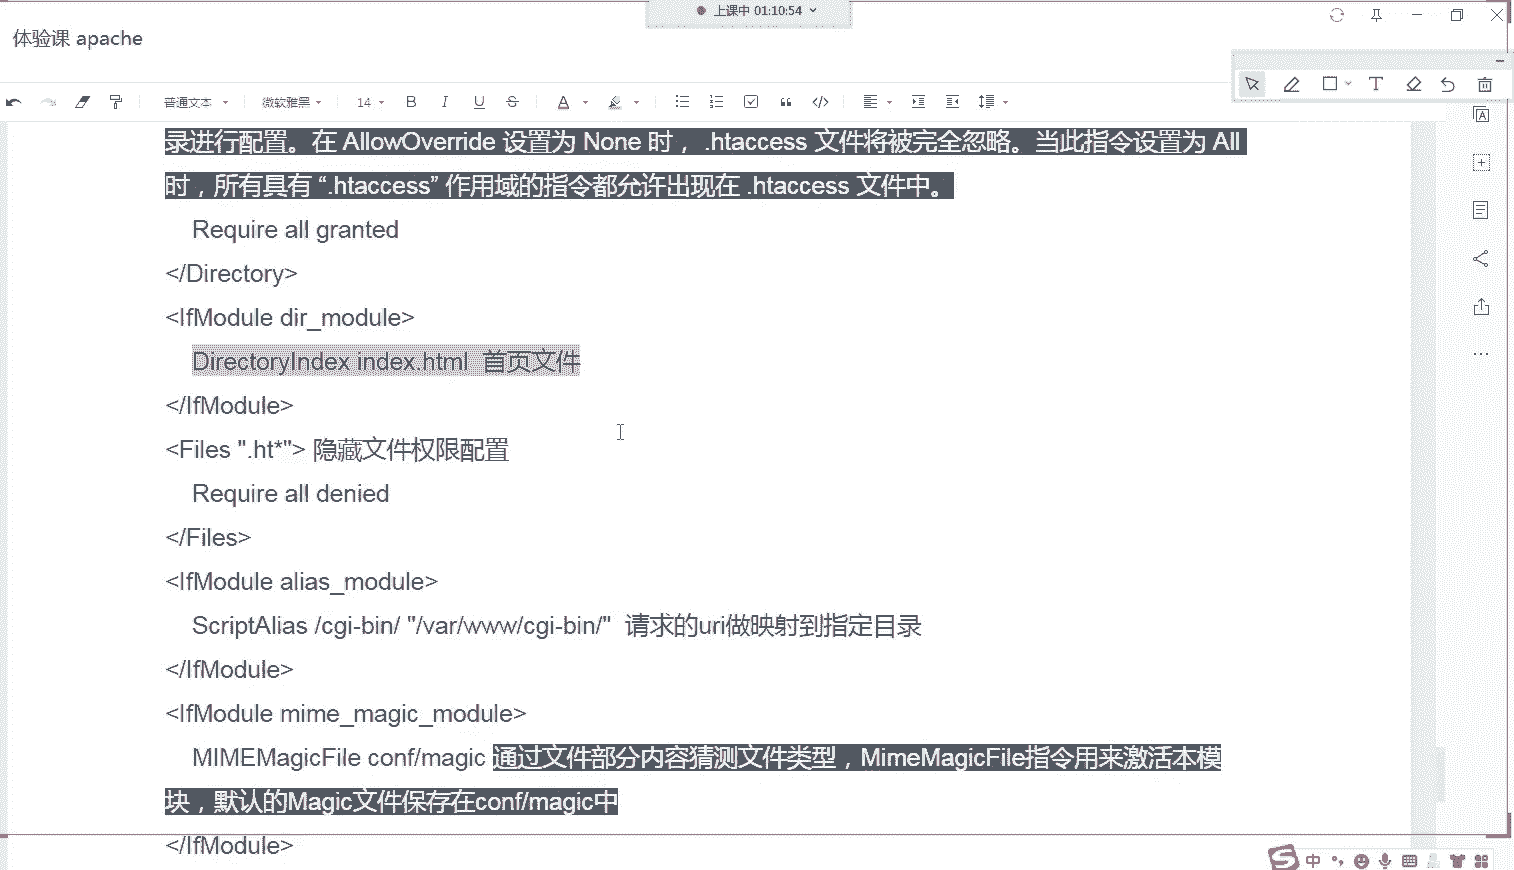 上课中 01:10:54
体验课 apache
普通文本 微软雅黑 14 B I U S A T
录进行配置。在 AllowOverride 设置为 None 时， .htaccess 文件将被完全忽略。当此指令设置为 All
时，所有具有 “.htaccess” 作用域的指令都允许出现在 .htaccess 文件中。
Require all granted
</Directory>
<IfModule dir_module>
DirectoryIndex index.html 首页文件
</IfModule>
<Files ".ht*"> 隐藏文件权限配置
Require all denied
</Files>
<IfModule alias_module>
ScriptAlias /cgi-bin/ "/var/www/cgi-bin/" 请求的uri做映射到指定目录
</IfModule>
<IfModule mime_magic_module>
MIMEMagicFile conf/magic 通过文件部分内容猜测文件类型，MimeMagicFile指令用来激活本模
块，默认的Magic文件保存在conf/magic中
</IfModule>
中